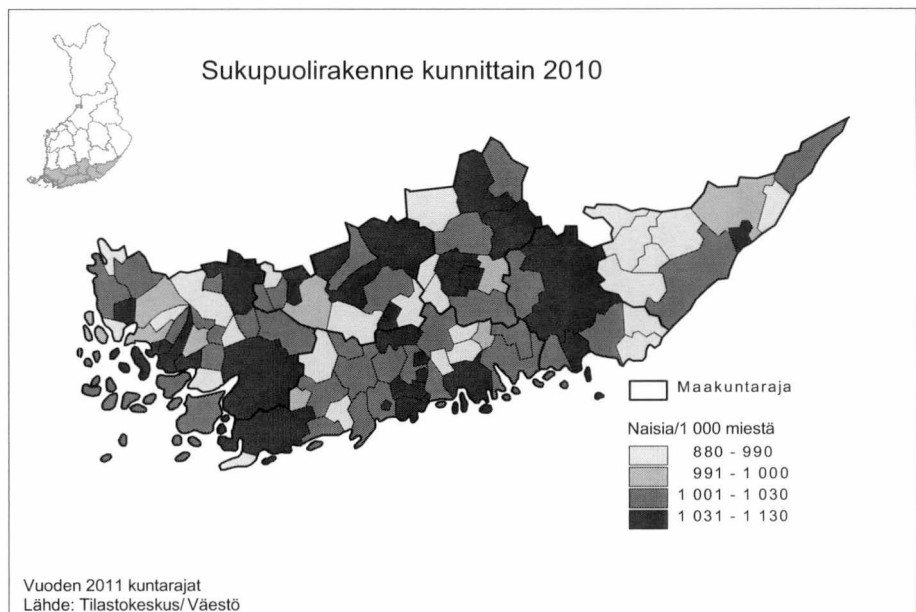 Sukupuolirakenne kunnittain 2010
Maakuntaraja
Naisia/1 000 miestä
880 - 990
991 - 1 000
1 001 - 1 030
1 031 - 1 130
Vuoden 2011 kuntarajat
Lähde: Tilastokeskus/ Väestö